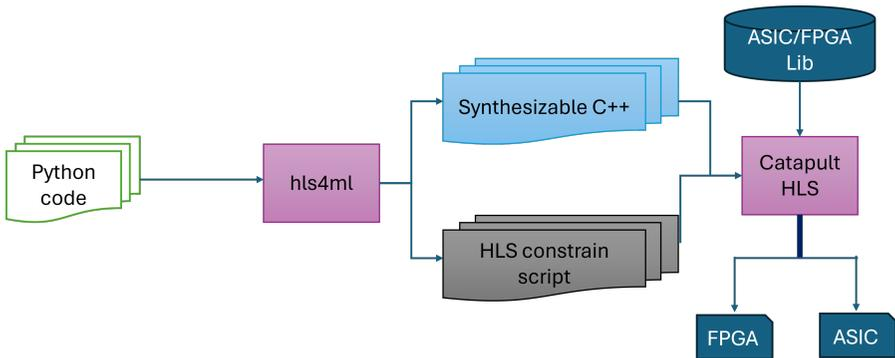 ASIC/FPGA
Lib
Synthesizable C++
Python
code
hls4ml
Catapult
HLS
HLS constrain
script
FPGA
ASIC